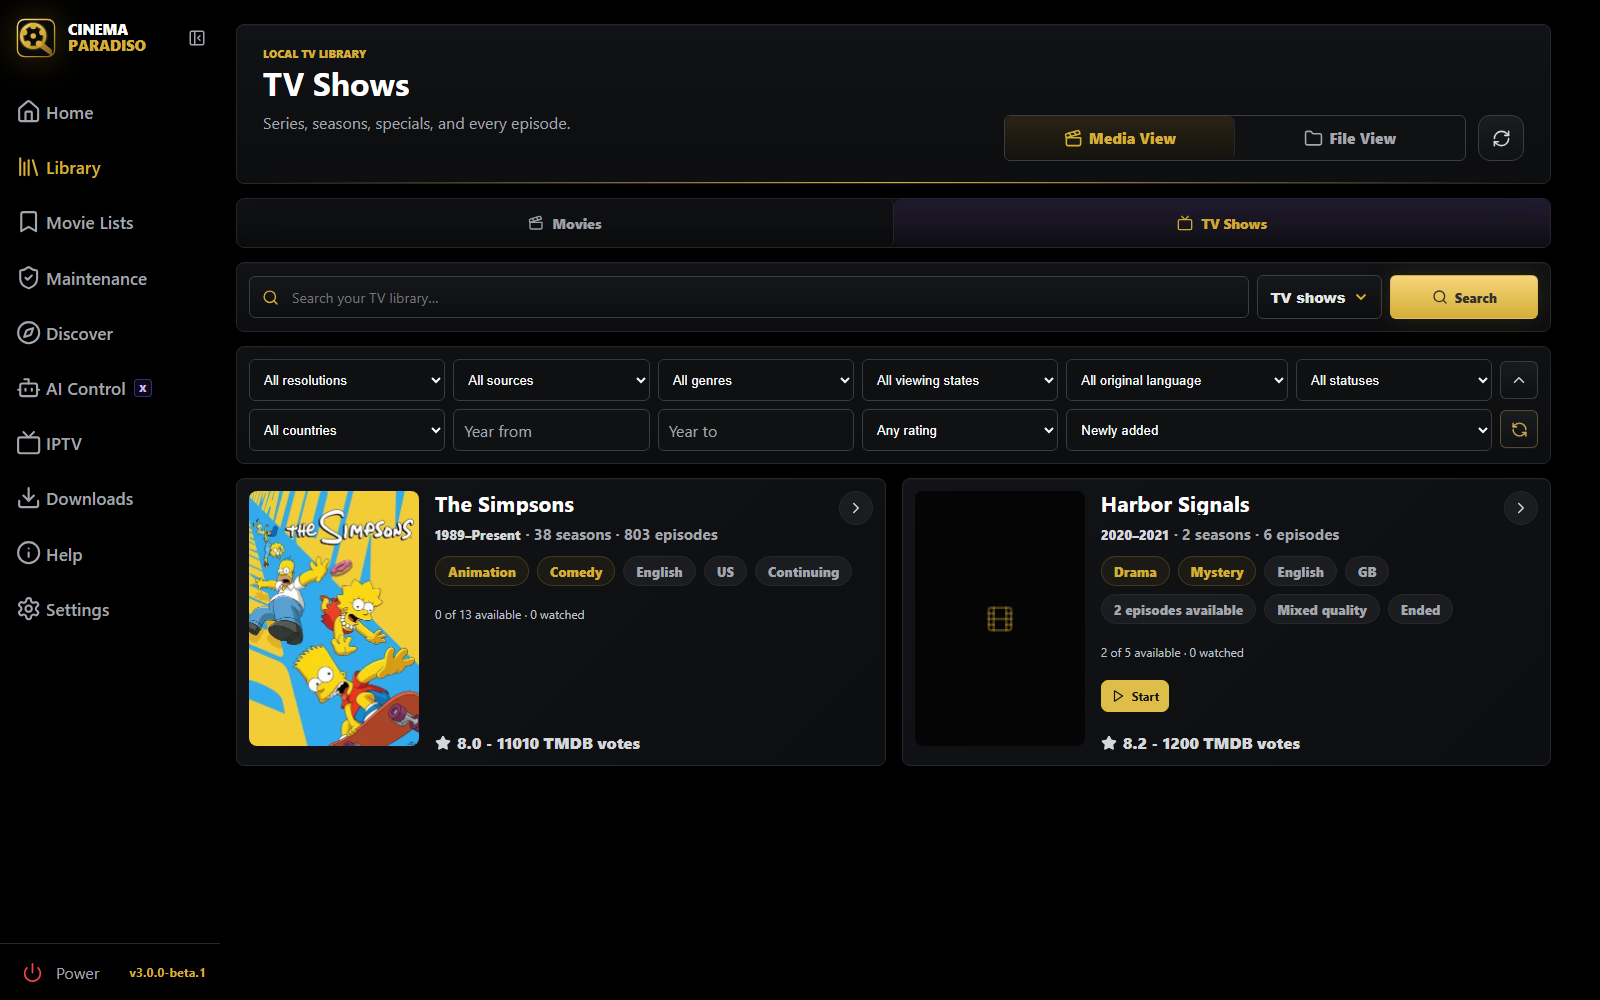 CINEMA
PARADISO
Home
Library
Movie Lists
Maintenance
Discover
AI Control x
IPTV
Downloads
Help
Settings
Power v3.0.0-beta.1
LOCAL TV LIBRARY
TV Shows
Series, seasons, specials, and every episode.
Media View File View
Movies TV Shows
Search your TV library... TV shows Search
All resolutions All sources All genres All viewing states All original language All statuses
All countries Year from Year to Any rating Newly added
THE SIMPSONS
The Simpsons
1989–Present · 38 seasons · 803 episodes
Animation Comedy English US Continuing
0 of 13 available · 0 watched
8.0 - 11010 TMDB votes
Harbor Signals
2020–2021 · 2 seasons · 6 episodes
Drama Mystery English GB
2 episodes available Mixed quality Ended
2 of 5 available · 0 watched
Start
8.2 - 1200 TMDB votes